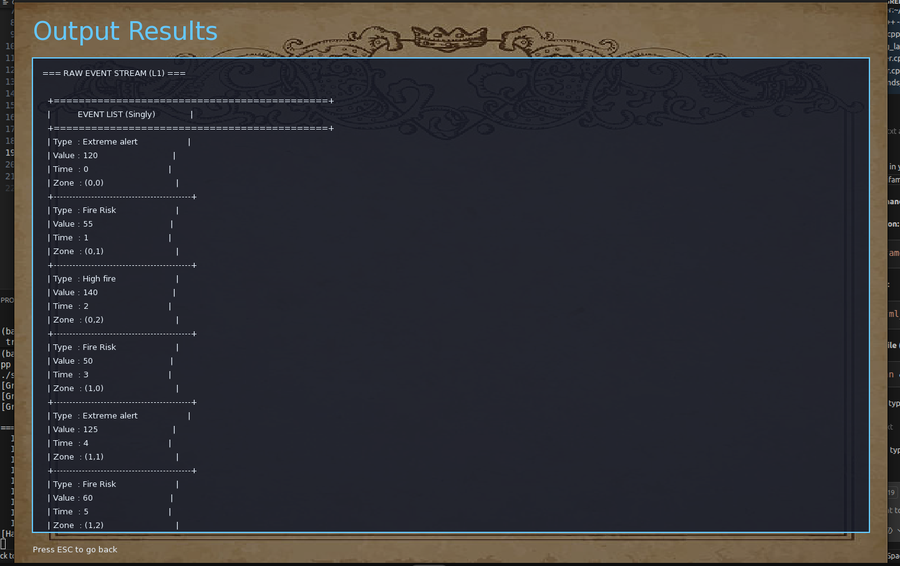 Output Results
=== RAW EVENT STREAM (L1) ===
+============================================+
| EVENT LIST (Singly) |
+============================================+
| Type : Extreme alert |
| Value : 120 |
| Time : 0 |
| Zone : (0,0) |
+--------------------------------------------+
| Type : Fire Risk |
| Value : 55 |
| Time : 1 |
| Zone : (0,1) |
+--------------------------------------------+
| Type : High fire |
| Value : 140 |
| Time : 2 |
| Zone : (0,2) |
+--------------------------------------------+
| Type : Fire Risk |
| Value : 50 |
| Time : 3 |
| Zone : (1,0) |
+--------------------------------------------+
| Type : Extreme alert |
| Value : 125 |
| Time : 4 |
| Zone : (1,1) |
+--------------------------------------------+
| Type : Fire Risk |
| Value : 60 |
| Time : 5 |
| Zone : (1,2) |
Press ESC to go back